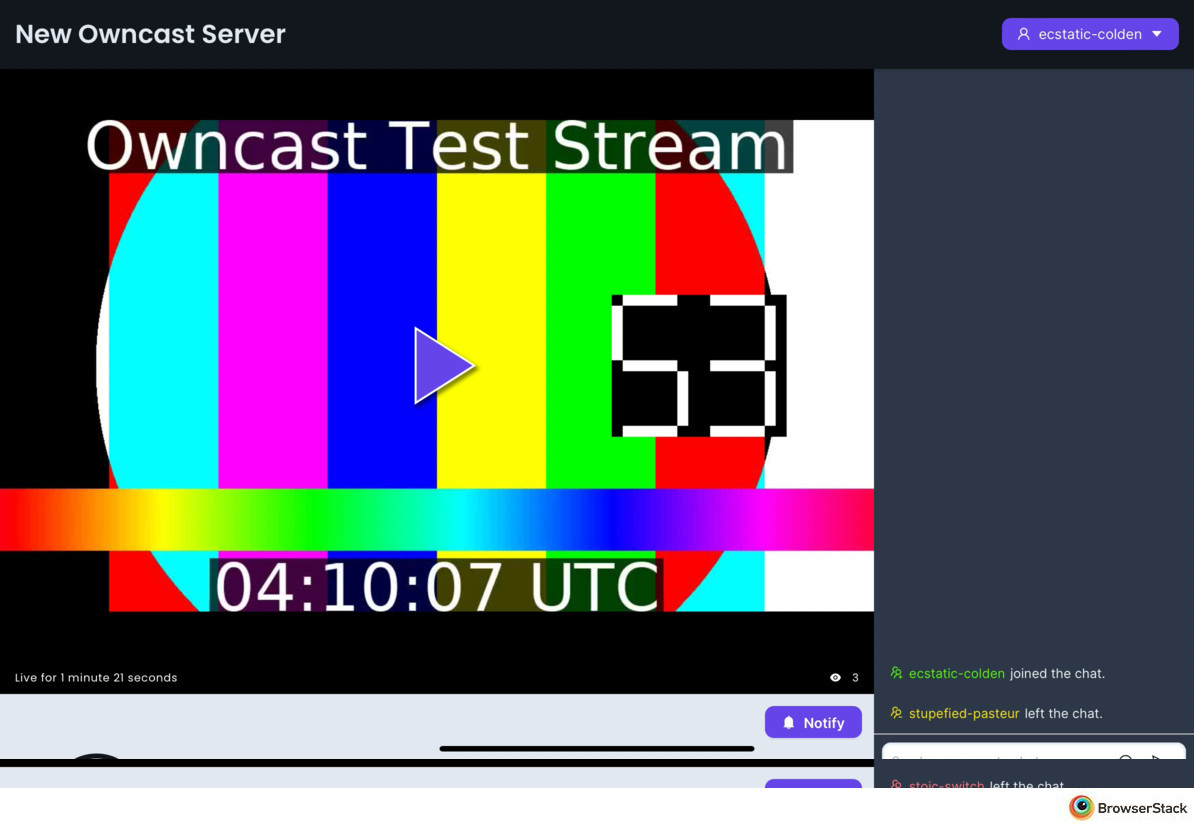 New Owncast Server
ecstatic-colden
Owncast Test Stream
53
04:10:07 UTC
Live for 1 minute 21 seconds
3
Notify
ecstatic-colden joined the chat.
stupefied-pasteur left the chat.
stoic-switch left the chat
BrowserStack